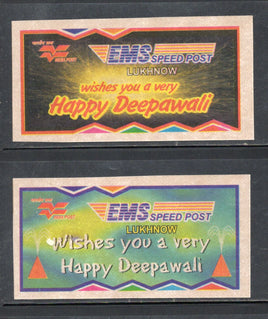 EMS SPEED POST
LUKHNOW
wishes you a very
Happy Deepawali
EMS SPEED POST
LUKHNOW
Wishes you a very
Happy Deepawali